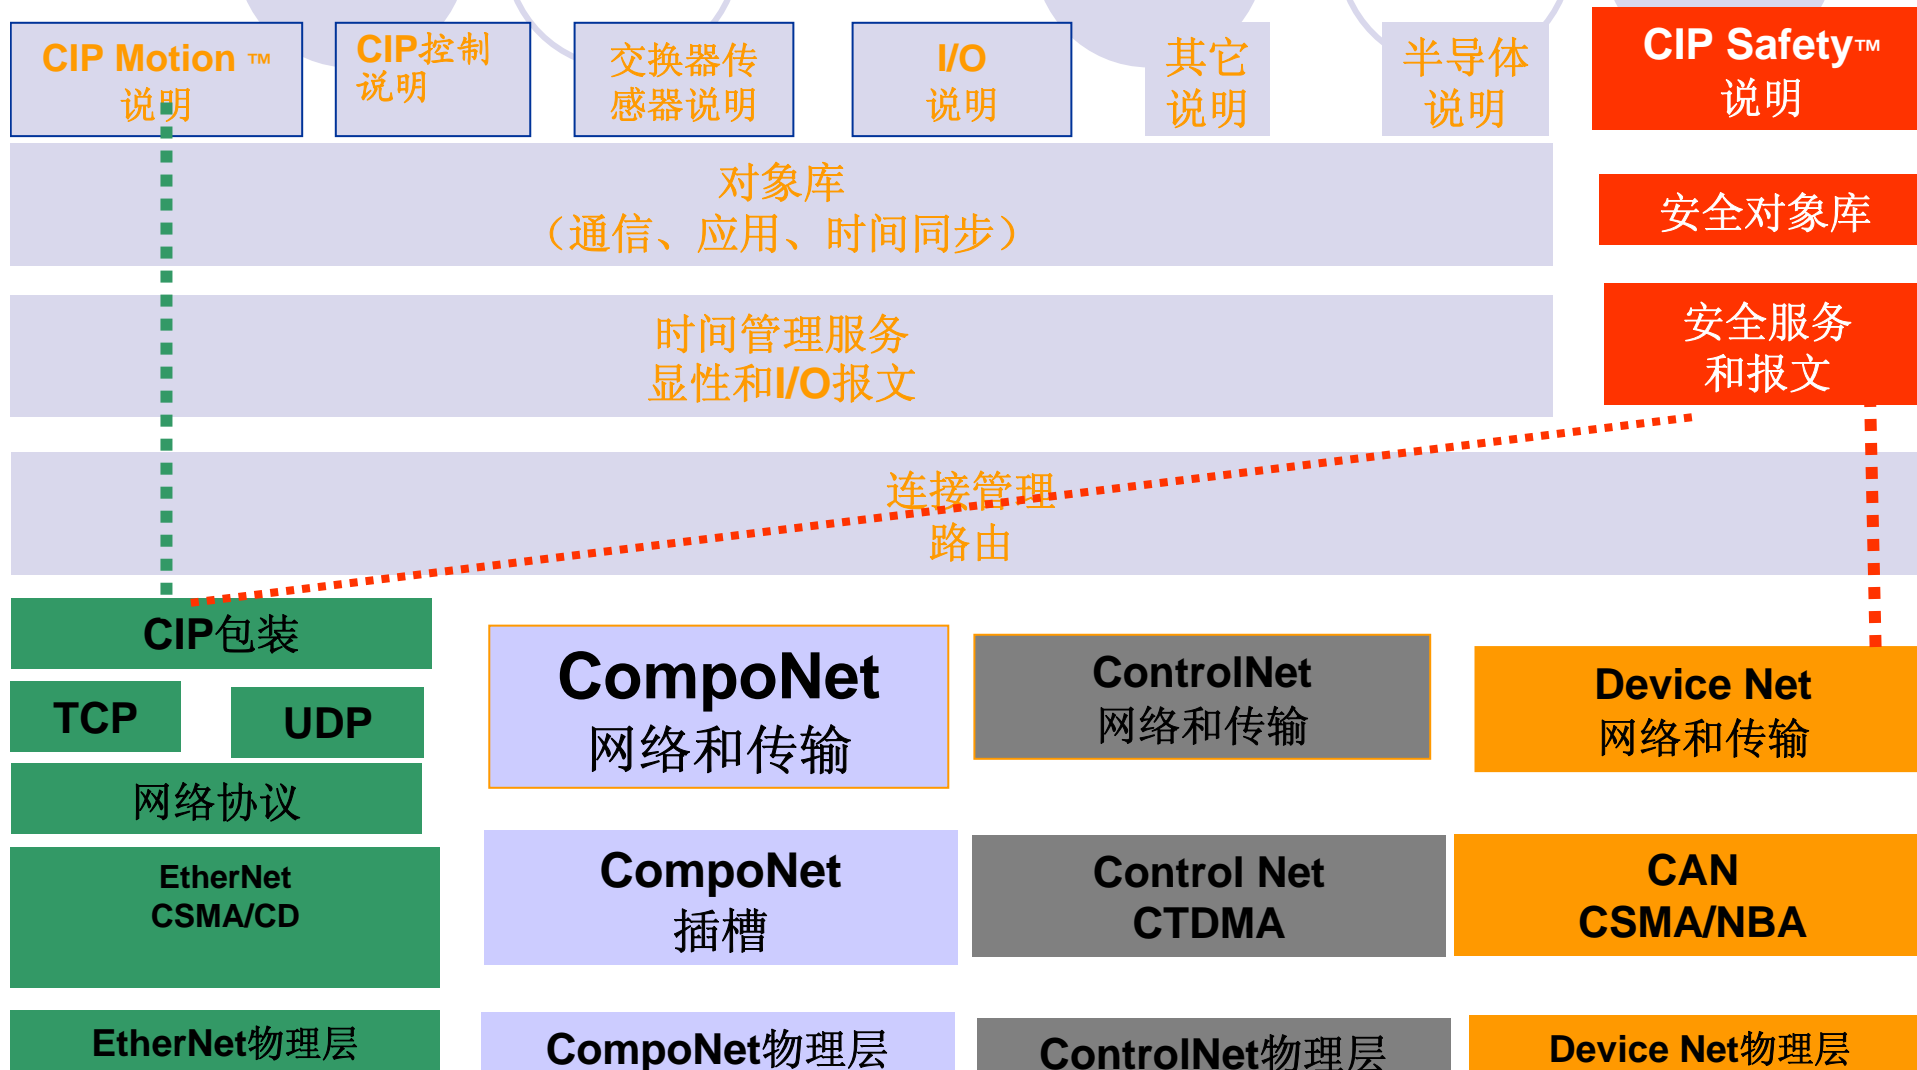 CIP Motion ™
说明
CIP控制
说明
交换器传
感器说明
I/O
说明
其它
说明
半导体
说明
CIP Safety™
说明
对象库
（通信、应用、时间同步）
安全对象库
时间管理服务
显性和I/O报文
安全服务
和报文
连接管理
路由
CIP包装
TCP
UDP
网络协议
EtherNet
CSMA/CD
EtherNet物理层
CompoNet
网络和传输
CompoNet
插槽
CompoNet物理层
ControlNet
网络和传输
Control Net
CTDMA
ControlNet物理层
Device Net
网络和传输
CAN
CSMA/NBA
Device Net物理层